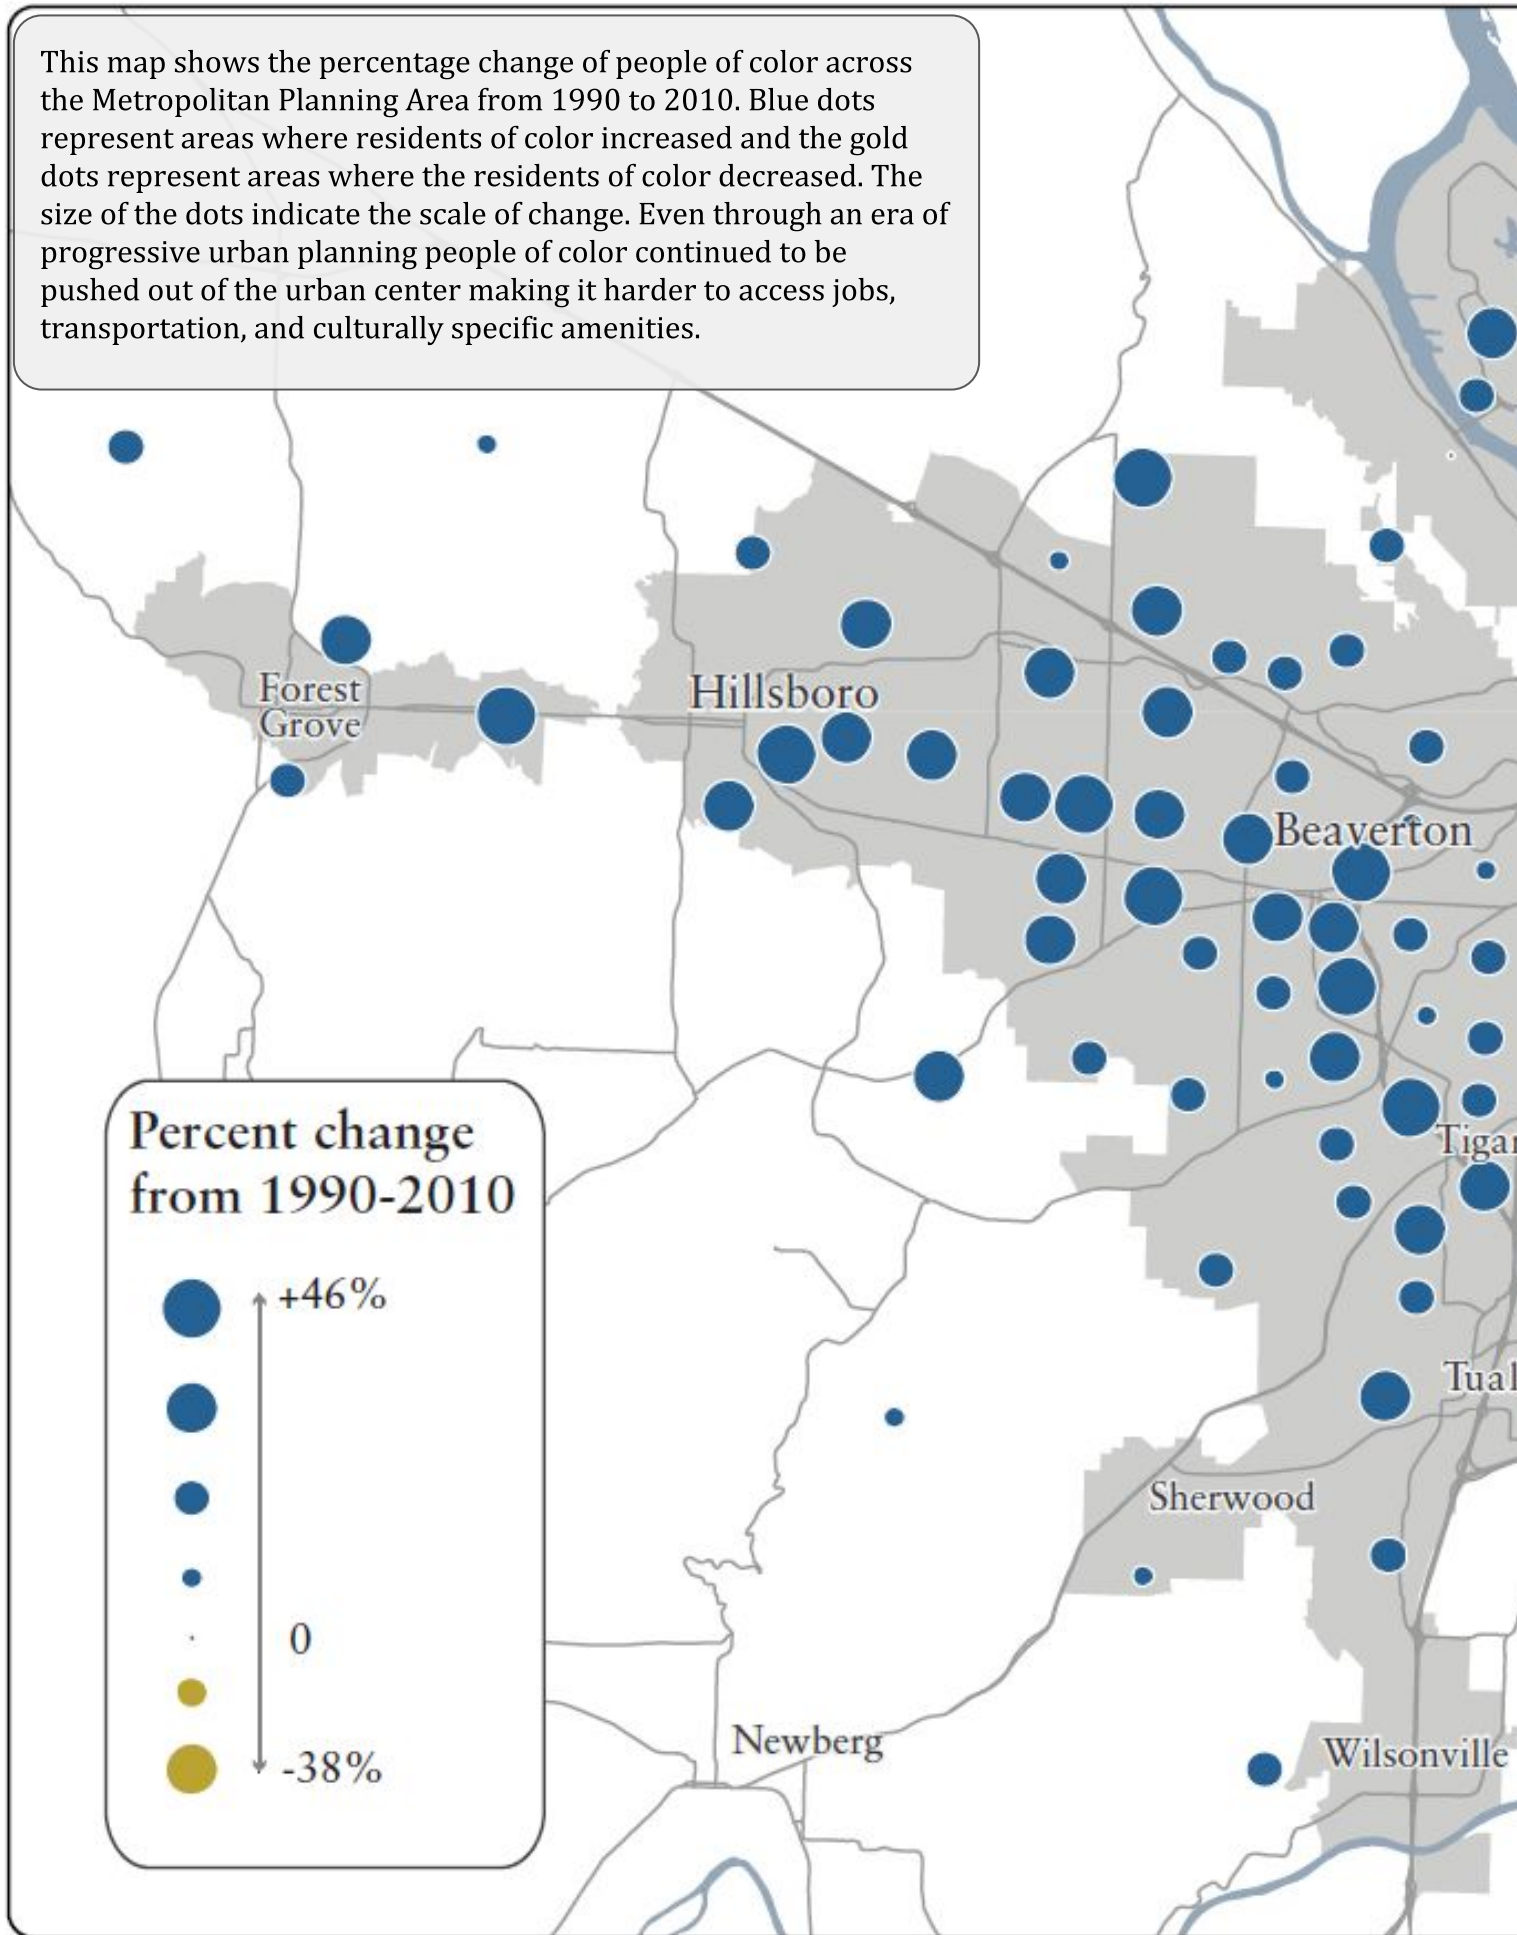 This map shows the percentage change of people of color across
the Metropolitan Planning Area from 1990 to 2010. Blue dots
represent areas where residents of color increased and the gold
dots represent areas where the residents of color decreased. The
size of the dots indicate the scale of change. Even through an era of
progressive urban planning people of color continued to be
pushed out of the urban center making it harder to access jobs,
transportation, and culturally specific amenities.
Forest
Grove
Hillsboro
Beaverton
Tigar
Tual
Sherwood
Newberg
Wilsonville
Percent change
from 1990-2010
+46%
0
-38%